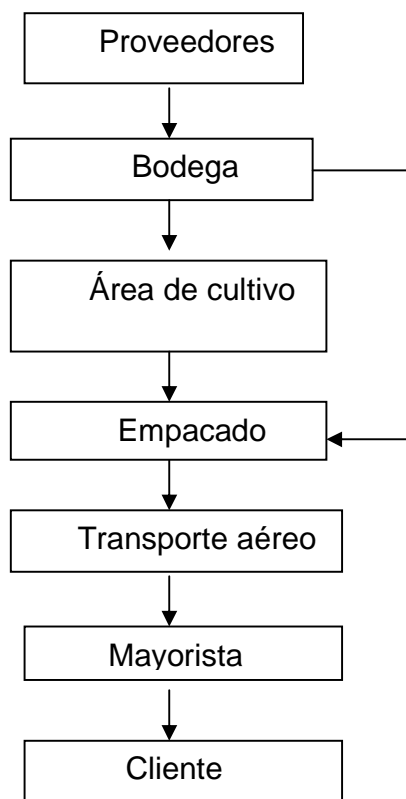 Proveedores
Bodega
Área de cultivo
Empacado
Transporte aéreo
Mayorista
Cliente